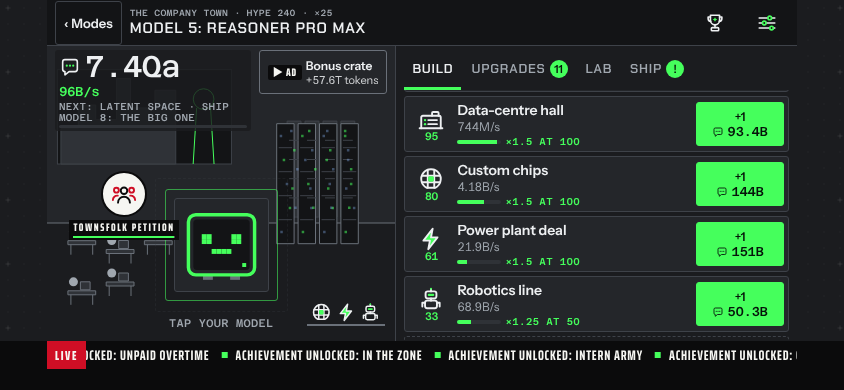 ‹ Modes
THE COMPANY TOWN · HYPE 240 · ×25
MODEL 5: REASONER PRO MAX
7.40a
96B/s
NEXT: LATENT SPACE · SHIP
MODEL 8: THE BIG ONE
AD
Bonus crate
+57.6T tokens
TOWNSFOLK PETITION
TAP YOUR MODEL
BUILD UPGRADES 11 LAB SHIP !
Data-centre hall
744M/s
95
×1.5 AT 100
+1
93.4B
Custom chips
4.18B/s
80
×1.5 AT 100
+1
144B
Power plant deal
21.9B/s
61
×1.5 AT 100
+1
151B
Robotics line
68.9B/s
33
×1.25 AT 50
+1
50.3B
LIVE
OCKED: UNPAID OVERTIME ACHIEVEMENT UNLOCKED: IN THE ZONE ACHIEVEMENT UNLOCKED: INTERN ARMY ACHIEVEMENT UNLOCKED: